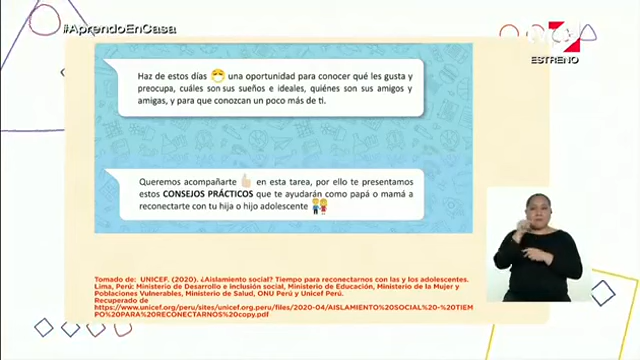 #AprendoEnCasa
ESTRENO
Haz de estos días 😷 una oportunidad para conocer qué les gusta y
preocupa, cuáles son sus sueños e ideales, quiénes son sus amigos y
amigas, y para que conozcan un poco más de ti.
Queremos acompañarte 👍🏻 en esta tarea, por ello te presentamos
estos CONSEJOS PRÁCTICOS que te ayudarán como papá o mamá a
reconectarte con tu hija o hijo adolescente 👫
Tomado de: UNICEF. (2020). ¿Aislamiento social? Tiempo para reconectarnos con las y los adolescentes.
Lima, Perú: Ministerio de Desarrollo e inclusión social, Ministerio de Educación, Ministerio de la Mujer y
Poblaciones Vulnerables, Ministerio de Salud, ONU Perú y Unicef Perú.
Recuperado de
https://www.unicef.org/peru/sites/unicef.org.peru/files/2020-04/AISLAMIENTO%20SOCIAL%20-%20TIEM
PO%20PARA%20RECONECTARNOS%20copy.pdf